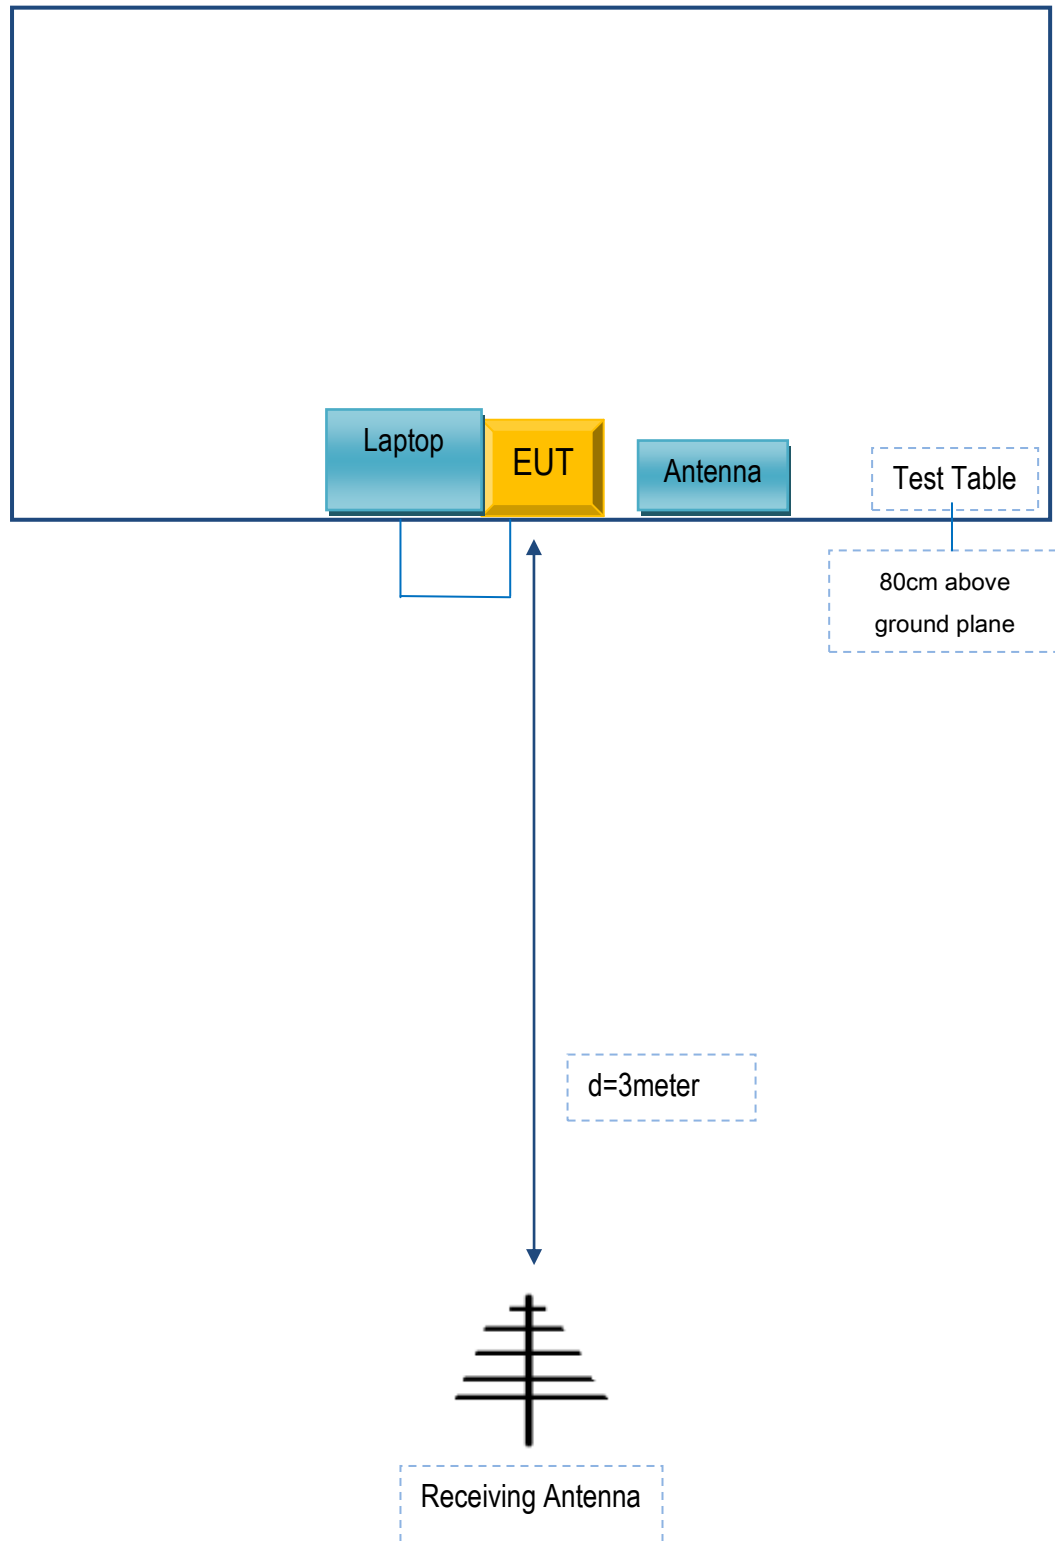 Laptop
EUT
Antenna
Test Table
80cm above
ground plane
d=3meter
Receiving Antenna